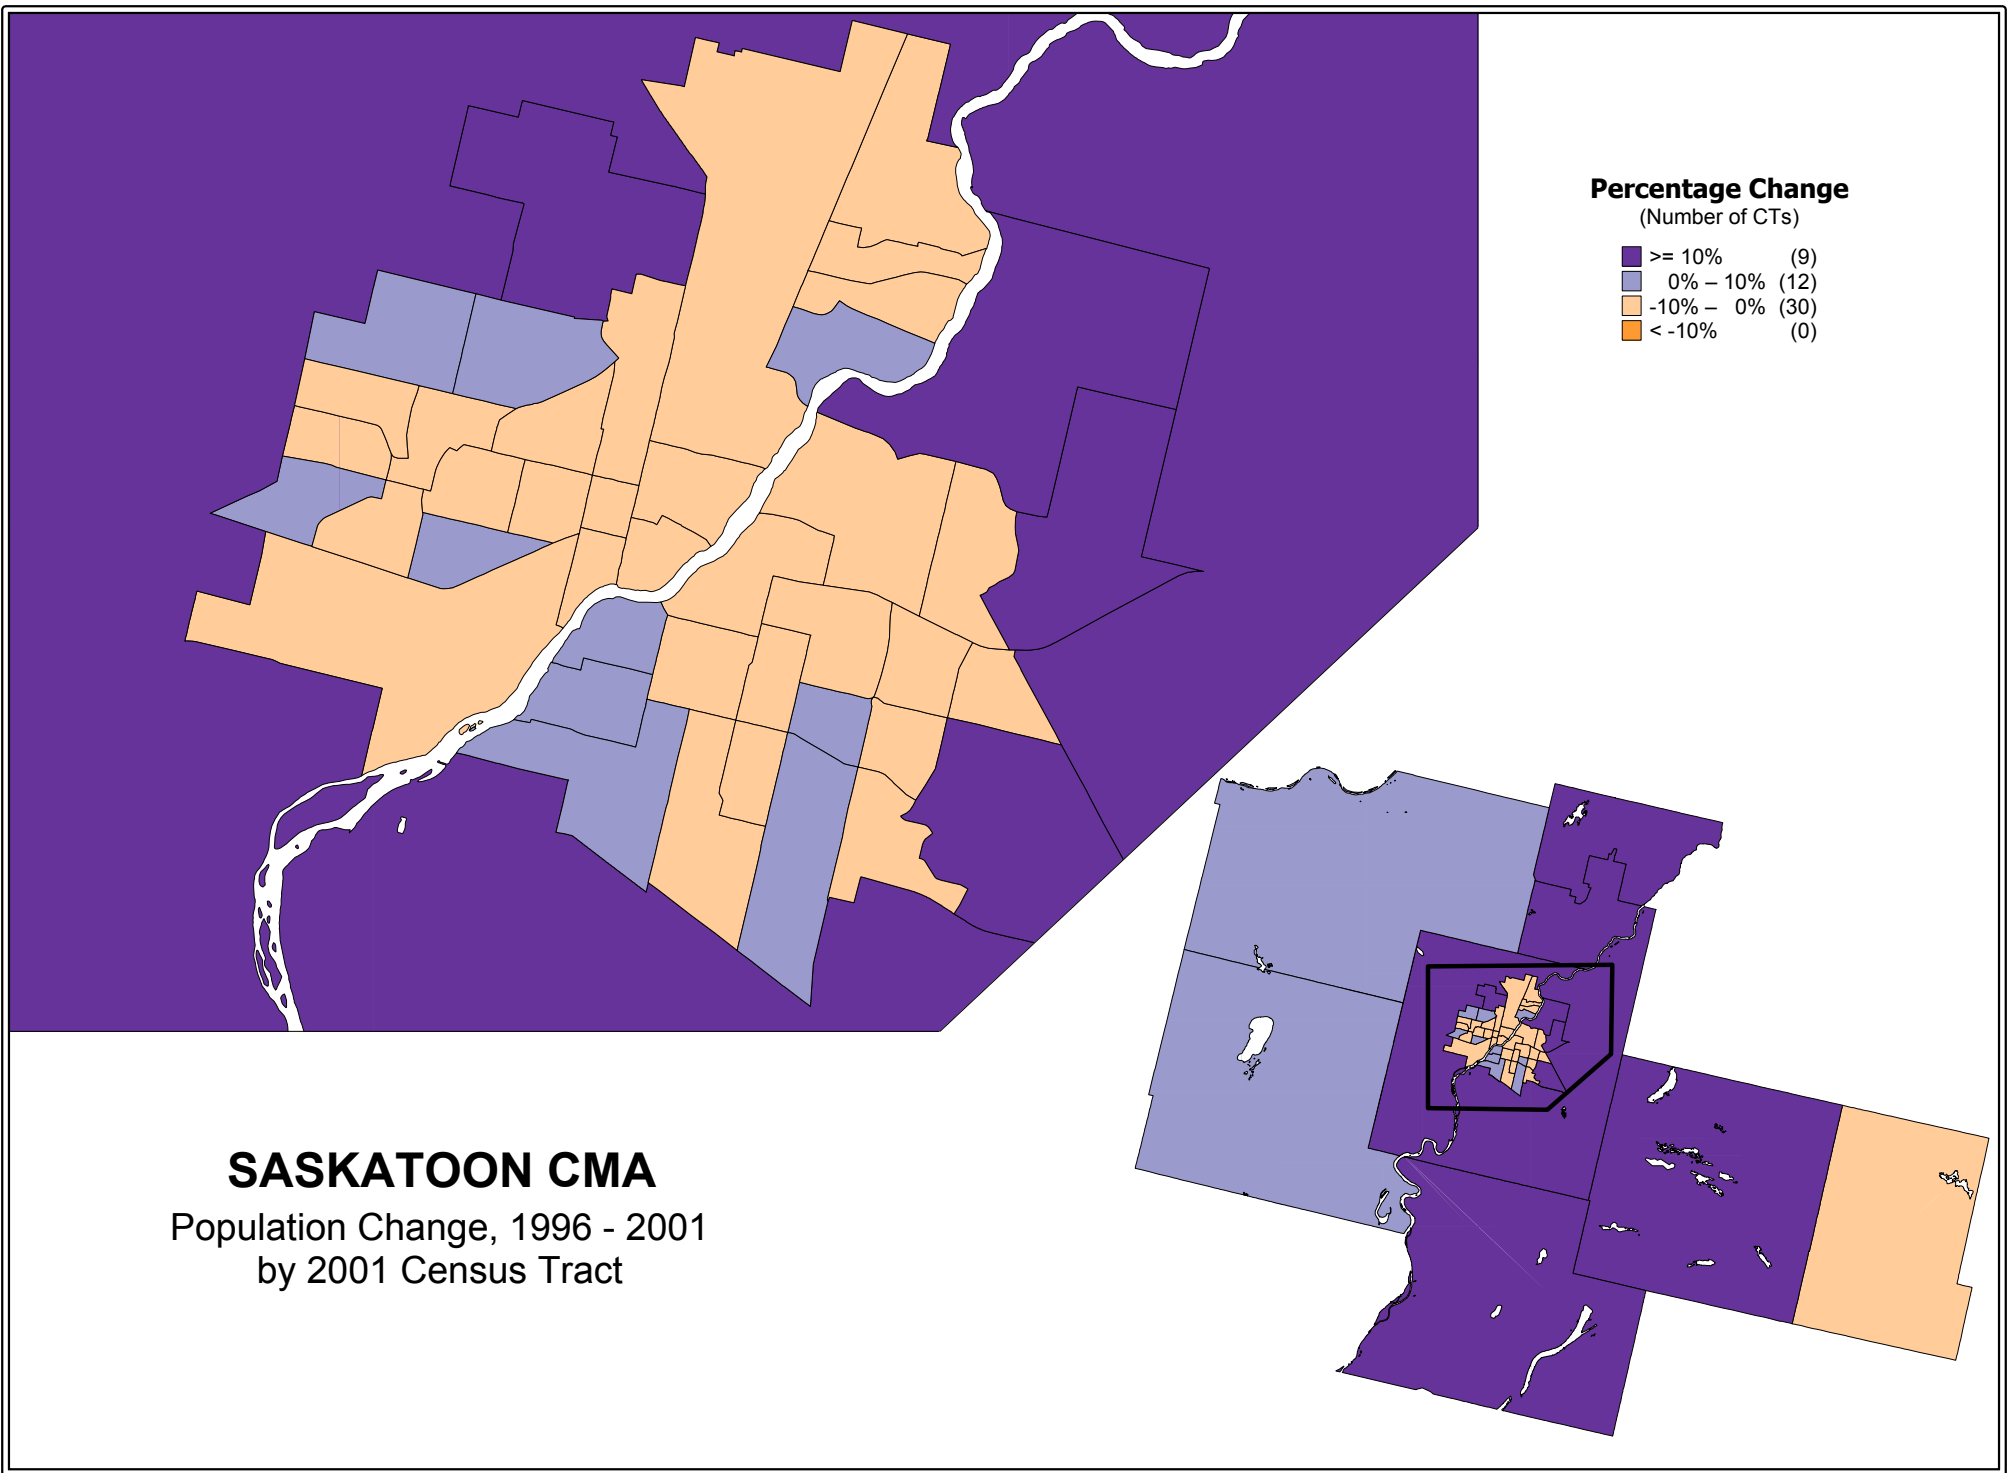 Percentage Change
(Number of CTs)
>= 10% (9)
0% – 10% (12)
-10% – 0% (30)
< -10% (0)
SASKATOON CMA
Population Change, 1996 - 2001
by 2001 Census Tract